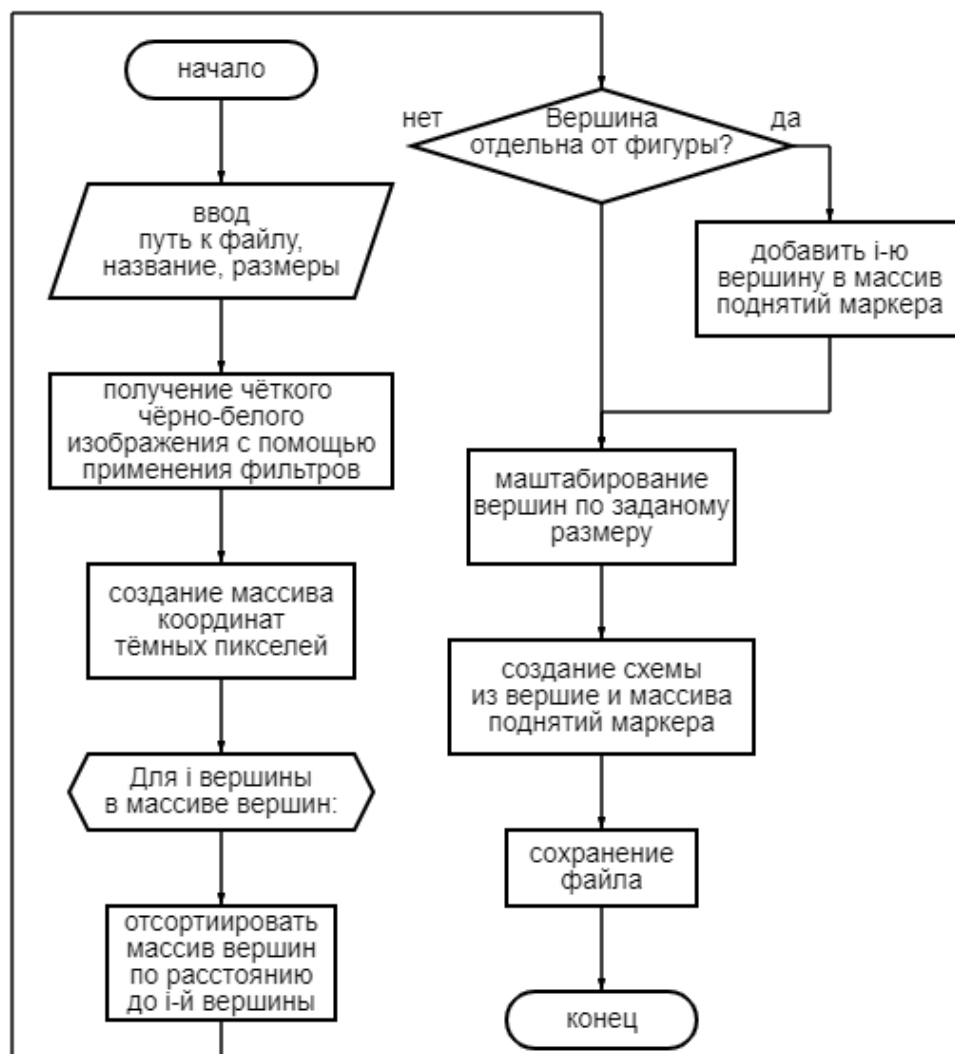 начало
ввод
путь к файлу,
название, размеры
получение чёткого
чёрно-белого
изображения с помощью
применения фильтров
создание массива
координат
тёмных пикселей
Для i вершины
в массиве вершин:
отсортиировать
массив вершин
по расстоянию
до i-й вершины
нет
Вершина
отдельна от фигуры?
да
добавить i-ю
вершину в массив
поднятий маркера
маштабирование
вершин по заданому
размеру
создание схемы
из вершие и массива
поднятий маркера
сохранение
файла
конец